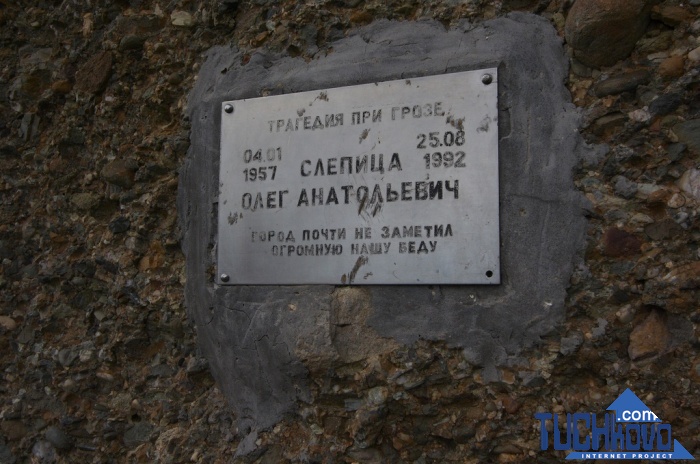 ТРАГЕДИЯ ПРИ ГРОЗЕ
04.01 25.08
1957 СЛЕПИЦА 1992
ОЛЕГ АНАТОЛЬЕВИЧ
ГОРОД ПОЧТИ НЕ ЗАМЕТИЛ
ОГРОМНУЮ НАШУ БЕДУ
.com
TUCHKOVO
INTERNET PROJECT